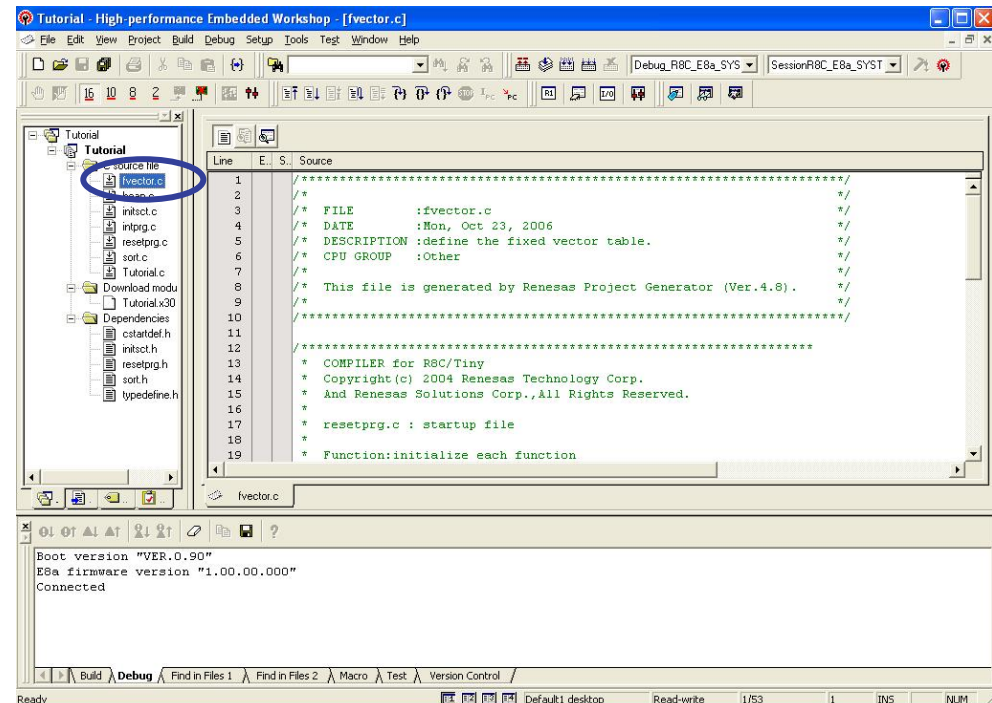 Tutorial - High-performance Embedded Workshop - [fvector.c]
File Edit View Project Build Debug Setup Tools Test Window Help
Debug_R8C_E8a_SYS SessionR8C_E8a_SYST
16 10 8 2
Tutorial
Tutorial
C source file
fvector.c
heap.c
initsct.c
intprg.c
resetprg.c
sort.c
Tutorial.c
Download modu
Tutorial.x30
Dependencies
cstartdef.h
initsct.h
resetprg.h
sort.h
typedefine.h
Line E.. S.. Source
1 /***********************************************************************/
2 /* */
3 /* FILE :fvector.c */
4 /* DATE :Mon, Oct 23, 2006 */
5 /* DESCRIPTION :define the fixed vector table. */
6 /* CPU GROUP :Other */
7 /* */
8 /* This file is generated by Renesas Project Generator (Ver.4.8). */
9 /* */
10 /***********************************************************************/
11
12 /*******************************************************************
13 * COMPILER for R8C/Tiny
14 * Copyright(c) 2004 Renesas Technology Corp.
15 * And Renesas Solutions Corp.,All Rights Reserved.
16 *
17 * resetprg.c : startup file
18 *
19 * Function:initialize each function
fvector.c
Boot version "VER.0.90"
E8a firmware version "1.00.00.000"
Connected
Build Debug Find in Files 1 Find in Files 2 Macro Test Version Control
Ready Default1 desktop Read-write 1/53 1 INS NUM